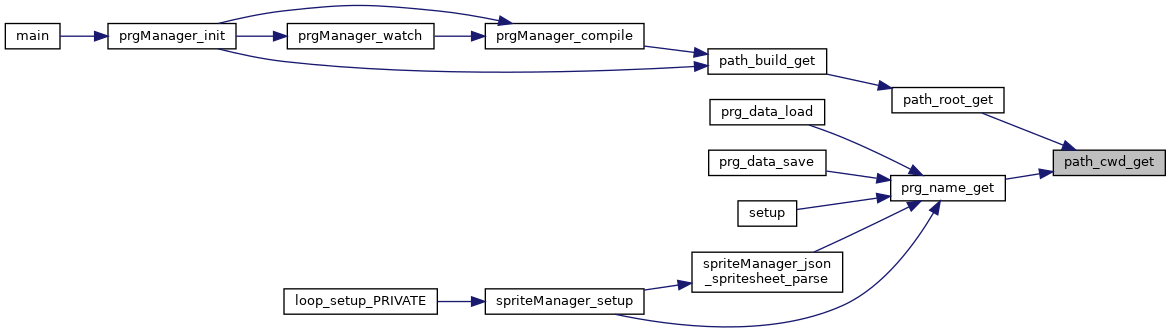 main
prgManager_init
prgManager_watch
prgManager_compile
path_build_get
path_root_get
prg_data_load
path_cwd_get
prg_data_save
prg_name_get
setup
spriteManager_json
_spritesheet_parse
loop_setup_PRIVATE
spriteManager_setup